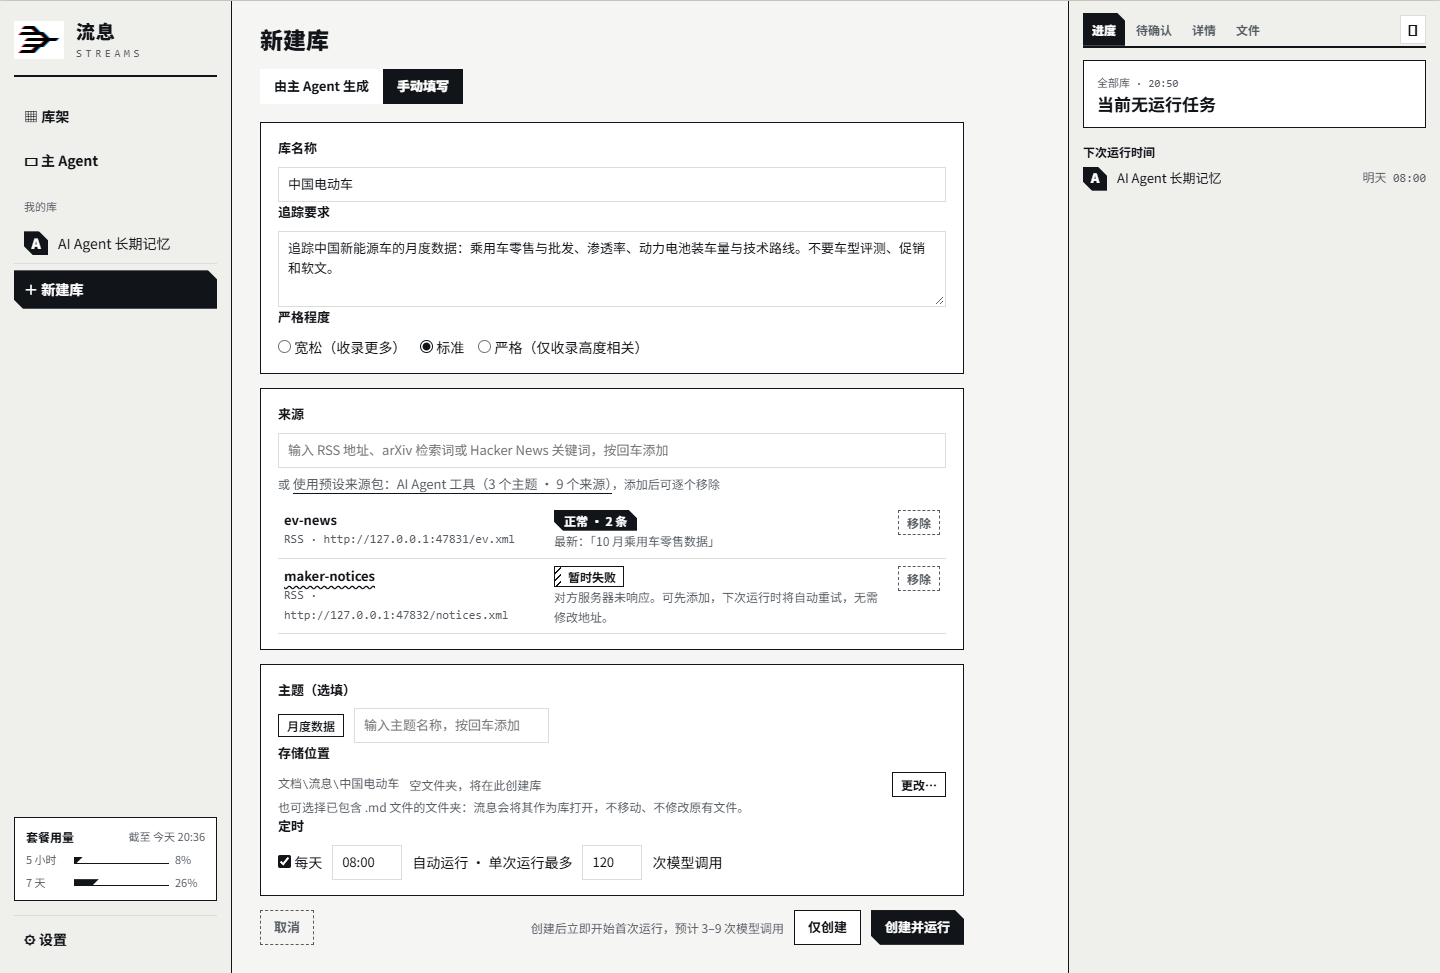 流息
STREAMS
库架
主 Agent
我的库
A AI Agent 长期记忆
+ 新建库
套餐用量 截至 今天 20:36
5 小时 8%
7 天 26%
设置
新建库
由主 Agent 生成 手动填写
库名称
中国电动车
追踪要求
追踪中国新能源车的月度数据：乘用车零售与批发、渗透率、动力电池装车量与技术路线。不要车型评测、促销
和软文。
严格程度
宽松（收录更多） 标准 严格（仅收录高度相关）
来源
输入 RSS 地址、arXiv 检索词或 Hacker News 关键词，按回车添加
或 使用预设来源包：AI Agent 工具（3 个主题 · 9 个来源），添加后可逐个移除
ev-news 正常 · 2 条 移除
RSS · http://127.0.0.1:47831/ev.xml 最新：「10 月乘用车零售数据」
maker-notices 暂时失败 移除
RSS · 对方服务器未响应。可先添加，下次运行时将自动重试，无需
http://127.0.0.1:47832/notices.xml 修改地址。
主题（选填）
月度数据 输入主题名称，按回车添加
存储位置
文档\流息\中国电动车 空文件夹，将在此创建库 更改…
也可选择已包含 .md 文件的文件夹：流息会将其作为库打开，不移动、不修改原有文件。
定时
每天 08:00 自动运行 · 单次运行最多 120 次模型调用
取消 创建后立即开始首次运行，预计 3–9 次模型调用 仅创建 创建并运行
进度 待确认 详情 文件
全部库 · 20:50
当前无运行任务
下次运行时间
A AI Agent 长期记忆 明天 08:00